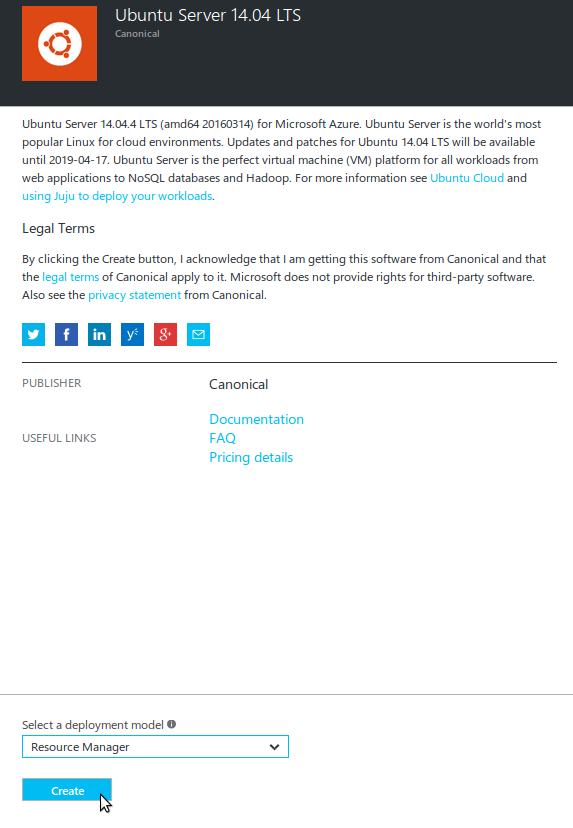 Ubuntu Server 14.04 LTS
Canonical
Ubuntu Server 14.04.4 LTS (amd64 20160314) for Microsoft Azure. Ubuntu Server is the world's most
popular Linux for cloud environments. Updates and patches for Ubuntu 14.04 LTS will be available
until 2019-04-17. Ubuntu Server is the perfect virtual machine (VM) platform for all workloads from
web applications to NoSQL databases and Hadoop. For more information see Ubuntu Cloud and
using Juju to deploy your workloads.
Legal Terms
By clicking the Create button, I acknowledge that I am getting this software from Canonical and that
the legal terms of Canonical apply to it. Microsoft does not provide rights for third-party software.
Also see the privacy statement from Canonical.
PUBLISHER
Canonical
USEFUL LINKS
Documentation
FAQ
Pricing details
Select a deployment model
Resource Manager
Create